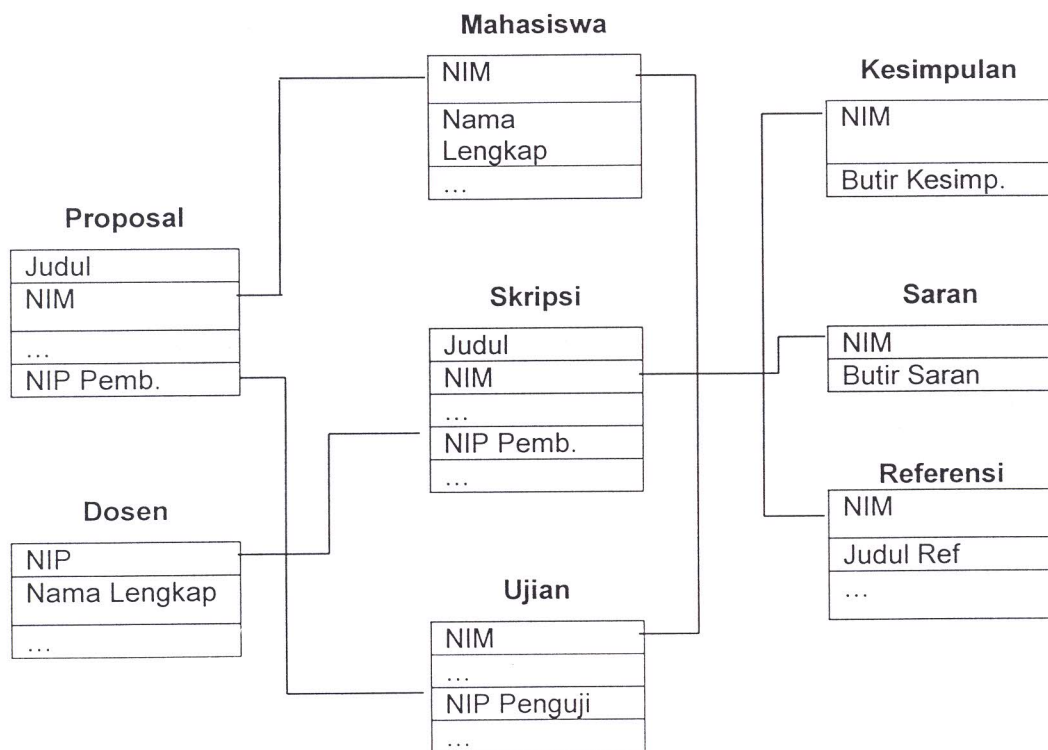 Mahasiswa
NIM
Nama
Lengkap
...
Proposal
Judul
NIM
...
NIP Pemb.
Dosen
NIP
Nama Lengkap
...
Skripsi
Judul
NIM
...
NIP Pemb.
...
Ujian
NIM
...
NIP Penguji
...
Kesimpulan
NIM
Butir Kesimp.
Saran
NIM
Butir Saran
Referensi
NIM
Judul Ref
...